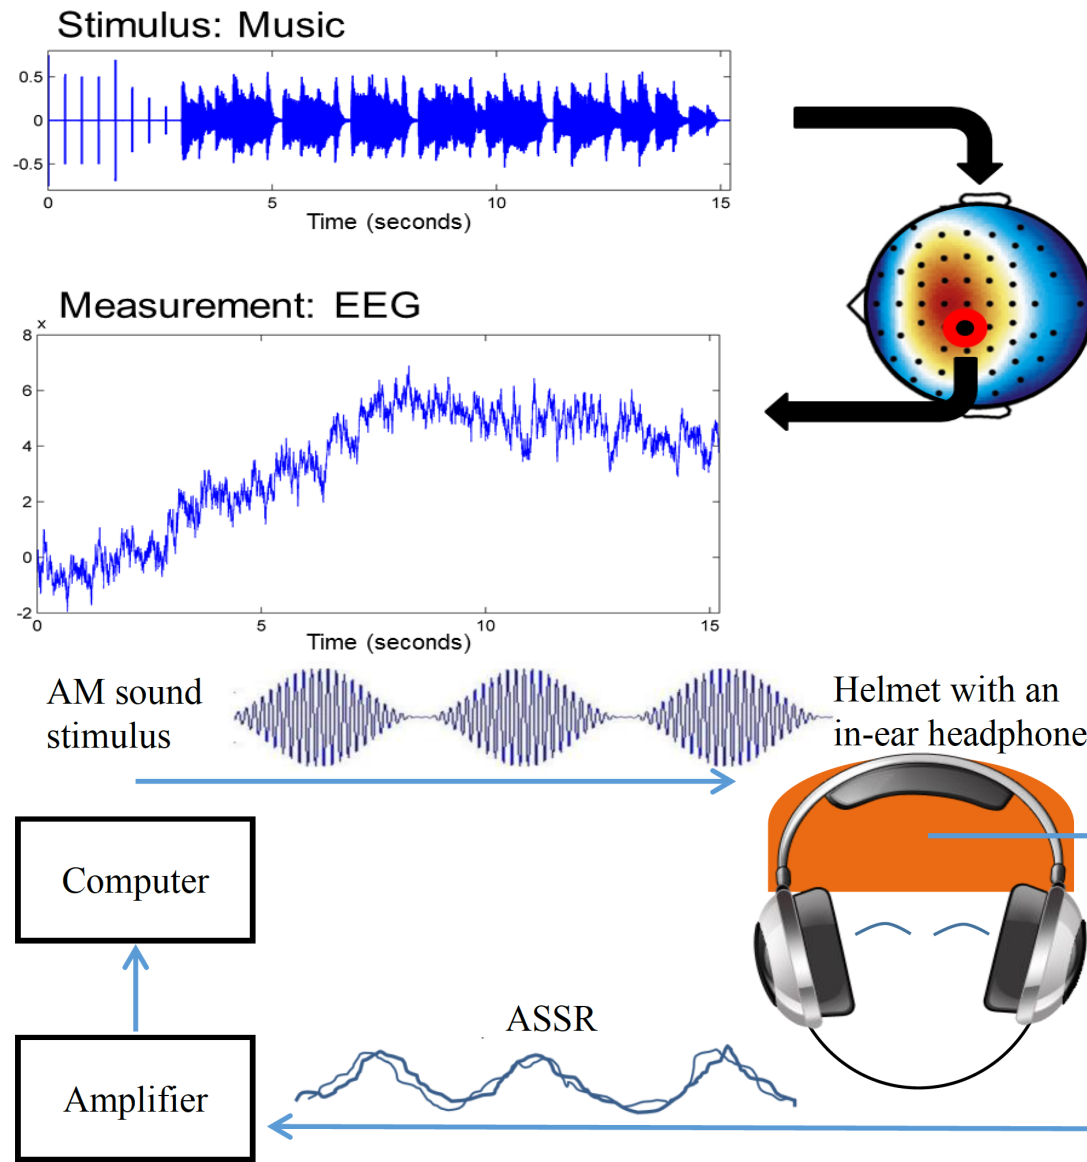 Stimulus: Music
0.5
0
-0.5
0
5
10
15
Time (seconds)
Measurement: EEG
x
8
6
4
2
0
-2
0
5
10
15
Time (seconds)
AM sound
stimulus
Helmet with an
in-ear headphone
Computer
ASSR
Amplifier